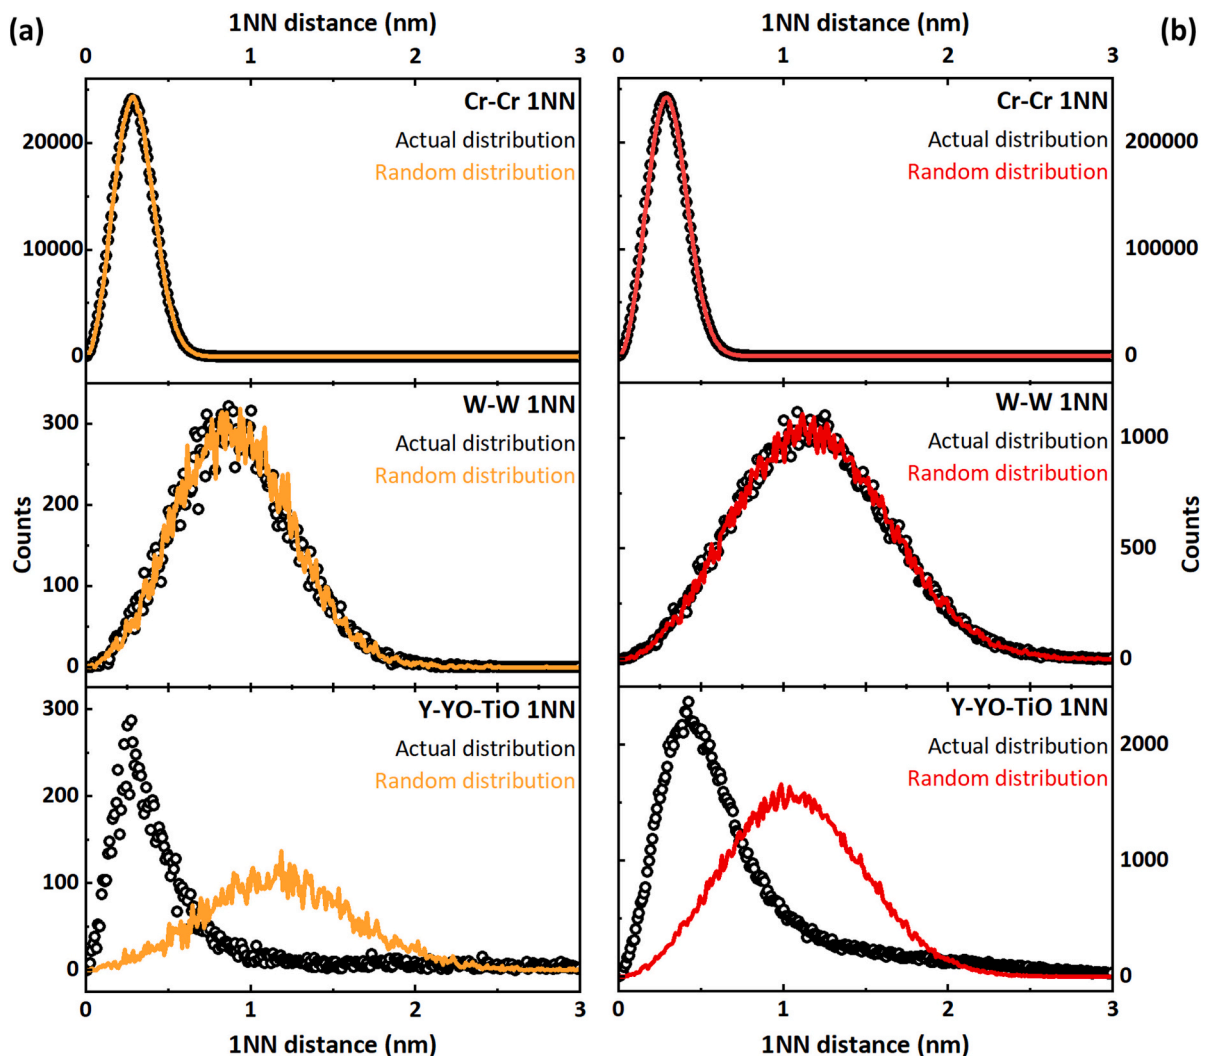 (a)
1NN distance (nm)
0 1 2 3
Cr-Cr 1NN
Actual distribution
Random distribution
20000
10000
0
W-W 1NN
Actual distribution
Random distribution
300
200
100
0
Counts
Y-YO-TiO 1NN
Actual distribution
Random distribution
300
200
100
0
0 1 2 3
1NN distance (nm)
(b)
1NN distance (nm)
0 1 2 3
Cr-Cr 1NN
Actual distribution
Random distribution
200000
100000
0
W-W 1NN
Actual distribution
Random distribution
1000
500
0
Counts
Y-YO-TiO 1NN
Actual distribution
Random distribution
2000
1000
0
0 1 2 3
1NN distance (nm)